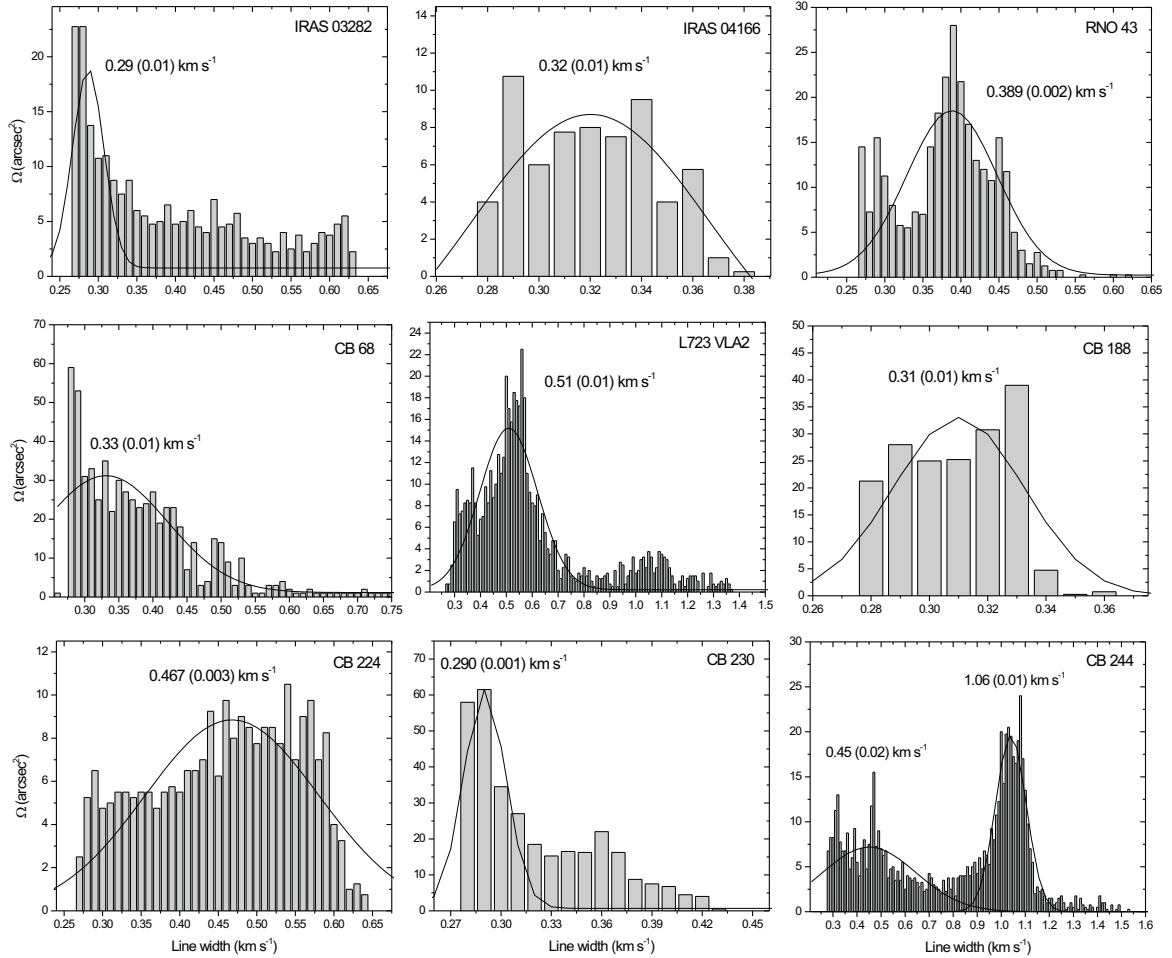 IRAS 03282
0.29 (0.01) km s⁻¹
Ω (arcsec²)
20
15
10
5
0
0.25 0.30 0.35 0.40 0.45 0.50 0.55 0.60 0.65
IRAS 04166
0.32 (0.01) km s⁻¹
14
12
10
8
6
4
2
0
0.26 0.28 0.30 0.32 0.34 0.36 0.38
RNO 43
0.389 (0.002) km s⁻¹
30
25
20
15
10
5
0
0.25 0.30 0.35 0.40 0.45 0.50 0.55 0.60 0.65
CB 68
0.33 (0.01) km s⁻¹
Ω (arcsec²)
70
60
50
40
30
20
10
0
0.30 0.35 0.40 0.45 0.50 0.55 0.60 0.65 0.70 0.75
L723 VLA2
0.51 (0.01) km s⁻¹
24
22
20
18
16
14
12
10
8
6
4
2
0
0.3 0.4 0.5 0.6 0.7 0.8 0.9 1.0 1.1 1.2 1.3 1.4 1.5
CB 188
0.31 (0.01) km s⁻¹
50
45
40
35
30
25
20
15
10
5
0
0.26 0.28 0.30 0.32 0.34 0.36
CB 224
0.467 (0.003) km s⁻¹
Ω (arcsec²)
12
10
8
6
4
2
0
0.25 0.30 0.35 0.40 0.45 0.50 0.55 0.60 0.65
Line width (km s⁻¹)
CB 230
0.290 (0.001) km s⁻¹
70
60
50
40
30
20
10
0
0.27 0.30 0.33 0.36 0.39 0.42 0.45
Line width (km s⁻¹)
CB 244
1.06 (0.01) km s⁻¹
0.45 (0.02) km s⁻¹
30
25
20
15
10
5
0
0.3 0.4 0.5 0.6 0.7 0.8 0.9 1.0 1.1 1.2 1.3 1.4 1.5 1.6
Line width (km s⁻¹)